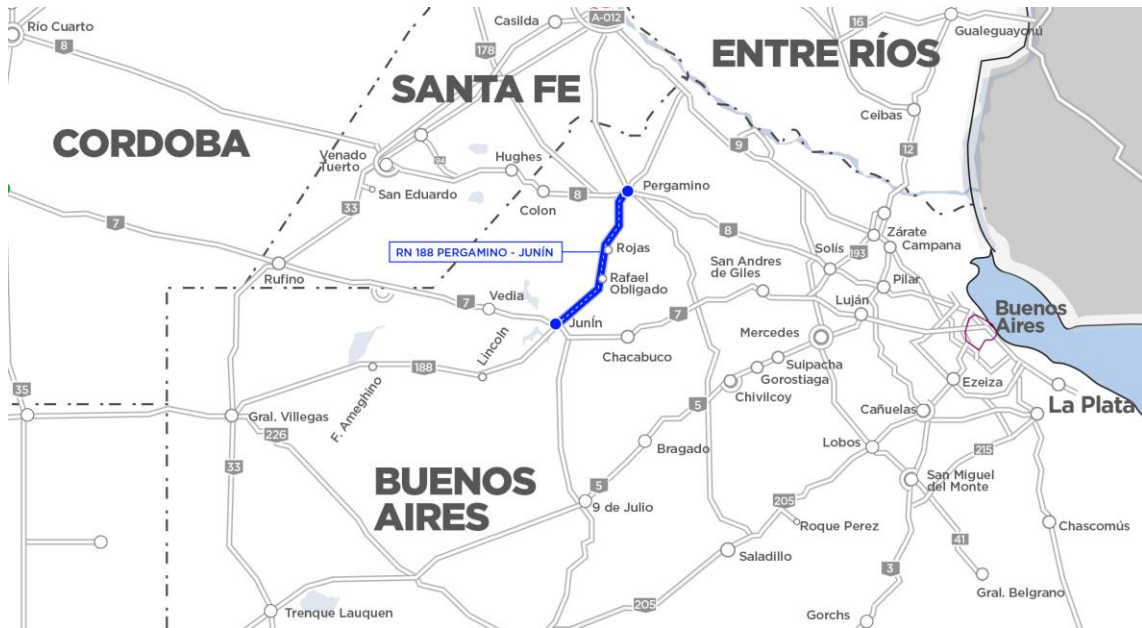 Río Cuarto
8
Casilda
A-012
178
16
Gualeguaychú
ENTRE RÍOS
SANTA FE
CORDOBA
Ceibas
12
9
Venado
Tuerto
94
Hughes
San Eduardo
Colon
8
Pergamino
33
7
RN 188 PERGAMINO - JUNÍN
Rojas
8
Zárate
Campana
Solís
193
San Andres
de Giles
Rufino
Rafael
Obligado
Pilar
Vedia
7
Junín
7
Luján
Buenos
Aires
Mercedes
Chacabuco
Lincoln
Suipacha
Gorostiaga
Chivilcoy
188
F. Ameghino
35
Ezeiza
La Plata
Gral. Villegas
226
5
Cañuelas
Bragado
Lobos
215
33
BUENOS
AIRES
San Miguel
del Monte
5
9 de Julio
205
Roque Perez
Chascomús
41
Saladillo
3
Gral. Belgrano
Trenque Lauquen
205
Gorchs